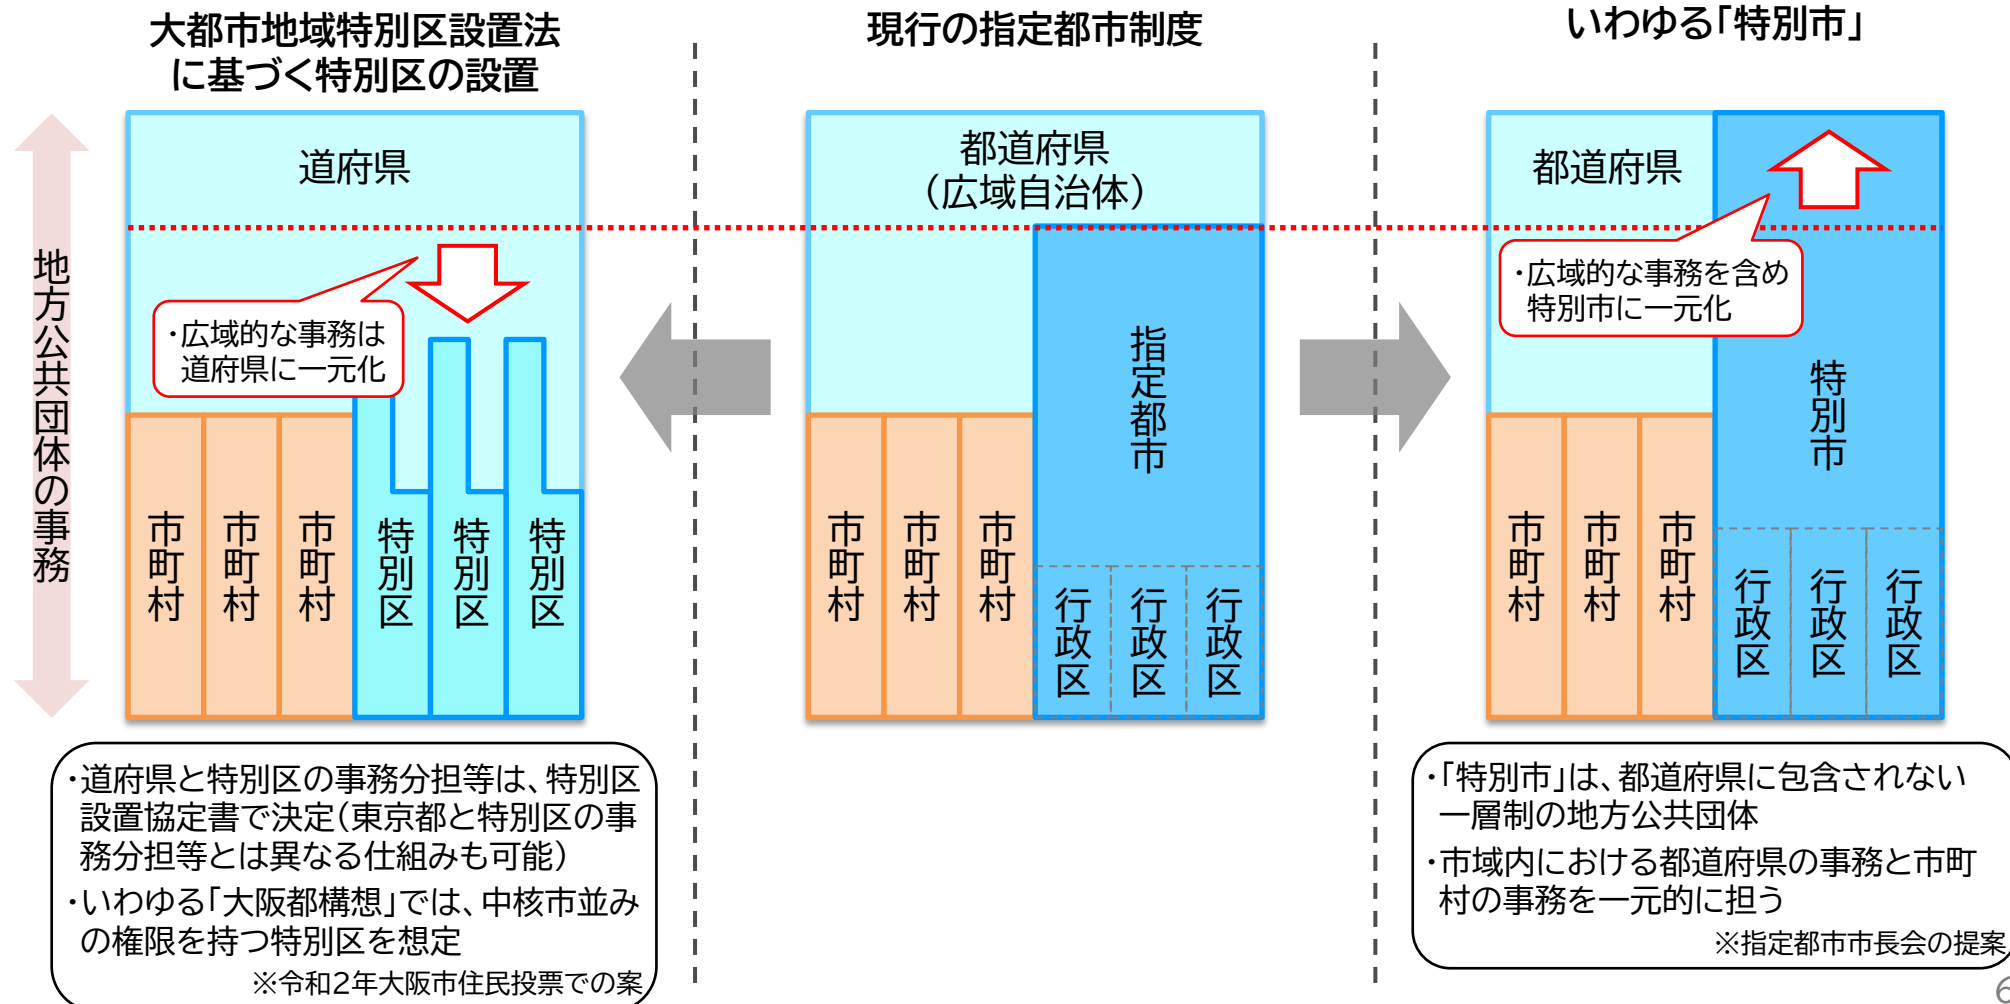 大都市地域特別区設置法
に基づく特別区の設置
現行の指定都市制度
いわゆる「特別市」
地方公共団体の事務
道府県
・広域的な事務は
道府県に一元化
市町村
市町村
市町村
特別区
特別区
特別区
・道府県と特別区の事務分担等は、特別区
設置協定書で決定(東京都と特別区の事
務分担等とは異なる仕組みも可能)
・いわゆる「大阪都構想」では、中核市並み
の権限を持つ特別区を想定
※令和2年大阪市住民投票での案
都道府県
(広域自治体)
指定都市
市町村
市町村
市町村
行政区
行政区
行政区
都道府県
・広域的な事務を含め
特別市に一元化
特別市
市町村
市町村
市町村
行政区
行政区
行政区
・「特別市」は、都道府県に包含されない
一層制の地方公共団体
・市域内における都道府県の事務と市町
村の事務を一元的に担う
※指定都市市長会の提案
6